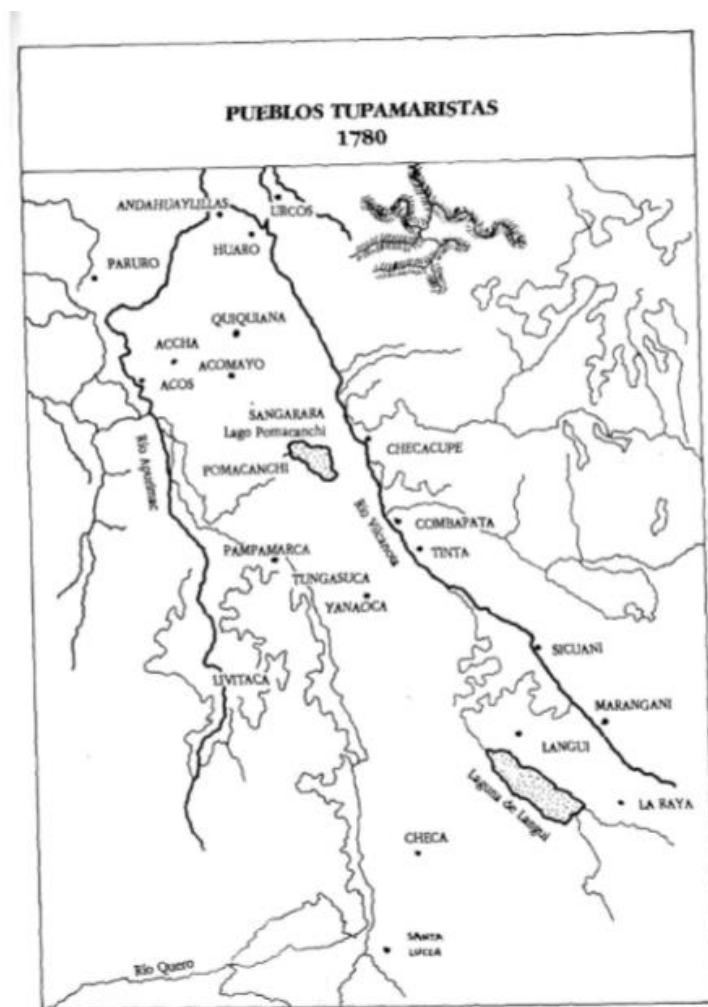 PUEBLOS TUPAMARISTAS
1780
ANDAHUAYLILLAS
URCOS
HUARO
PARURO
QUIQUIANA
ACCHA
ACOMAYO
ACOS
SANGARARA
Lago Pomacanchi
CHECACUPE
POMACANCHI
Río Apurimac
Río Vilcanota
COMBAPATA
TINTA
PAMPAMARCA
TUNGASUCA
YANAOCA
SICUANI
LIVITACA
MARANGANI
LANGUI
Laguna de Langui
LA RAYA
CHECA
SANTA
LUCIA
Río Quero